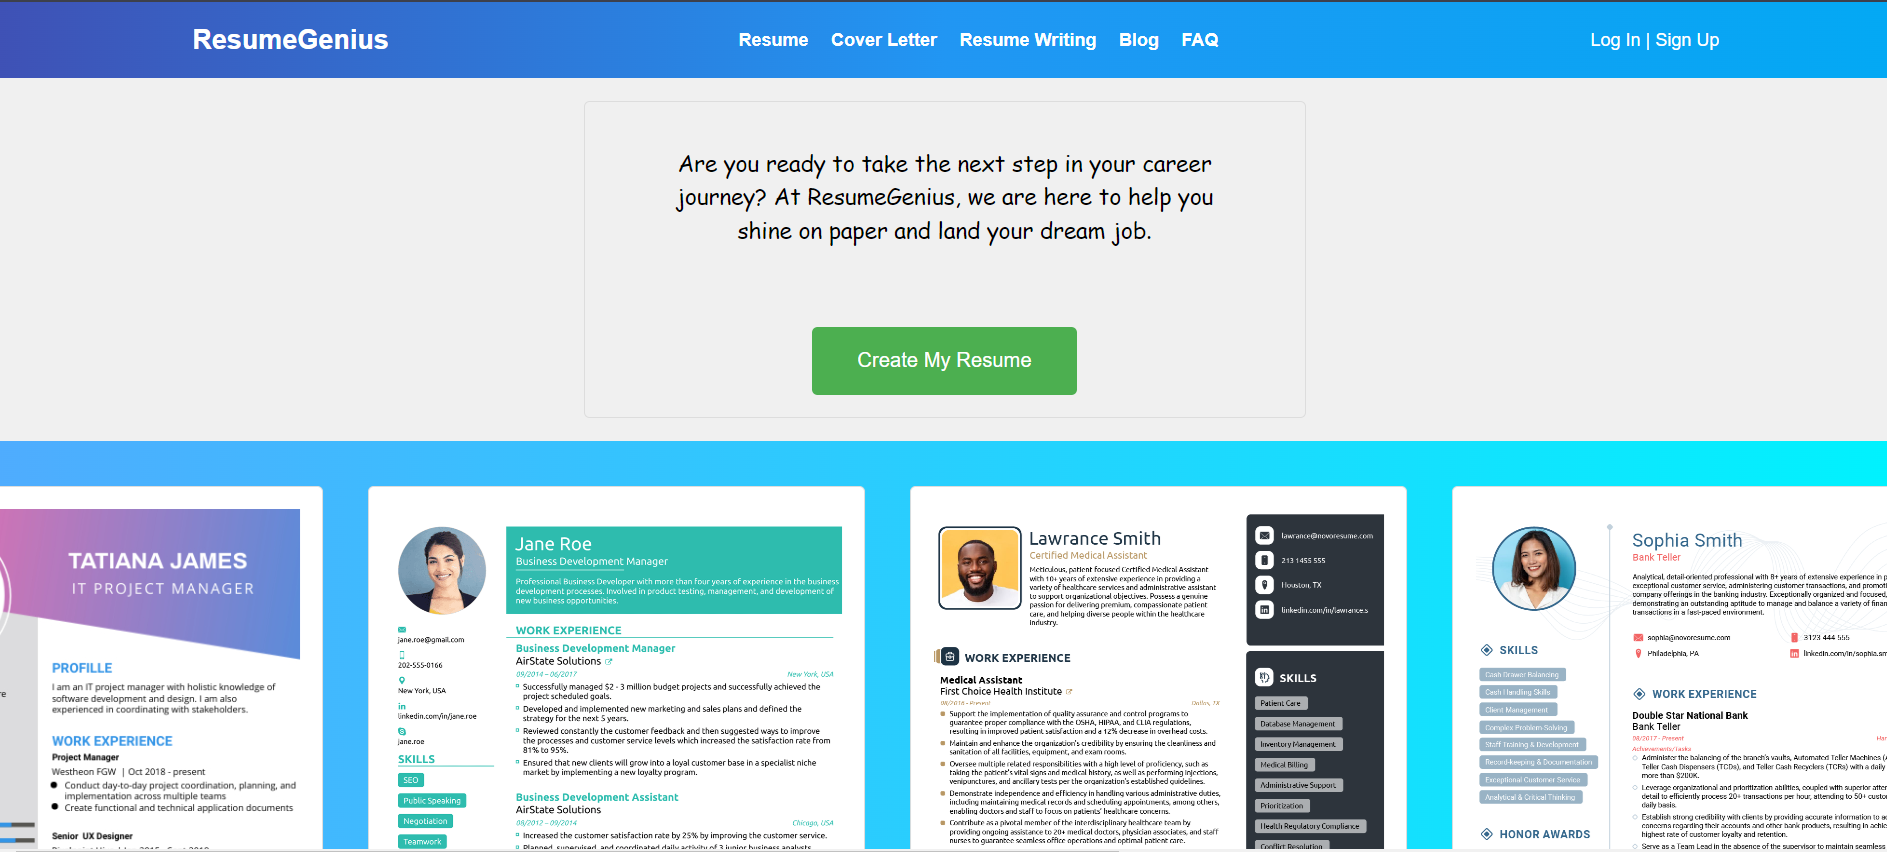 ResumeGenius
Resume Cover Letter Resume Writing Blog FAQ
Log In | Sign Up
Are you ready to take the next step in your career
journey? At ResumeGenius, we are here to help you
shine on paper and land your dream job.
Create My Resume
TATIANA JAMES
IT PROJECT MANAGER
PROFILLE
I am an IT project manager with holistic knowledge of
software development and design. I am also
experienced in coordinating with stakeholders.
WORK EXPERIENCE
Project Manager
Westheon FGW | Oct 2018 - present
Conduct day-to-day project coordination, planning, and
implementation across multiple teams
Create functional and technical application documents
Senior UX Designer
Jane Roe
Business Development Manager
Professional Business Developer with more than four years of experience in the business
development processes. Involved in product testing, management, and development of
new business opportunities.
jane.roe@gmail.com
202-555-0166
New York, USA
linkedin.com/in/jane.roe
jane.roe
SKILLS
SEO
Public Speaking
Negotiation
Teamwork
WORK EXPERIENCE
Business Development Manager
AirState Solutions
09/2014 - 06/2017
New York, USA
Successfully managed $2 - 3 million budget projects and successfully achieved the
project scheduled goals.
Developed and implemented new marketing and sales plans and defined the
strategy for the next 5 years.
Reviewed constantly the customer feedback and then suggested ways to improve
the processes and customer service levels which increased the satisfaction rate from
81% to 95%.
Ensured that new clients will grow into a loyal customer base in a specialist niche
market by implementing a new loyalty program.
Business Development Assistant
AirState Solutions
08/2012 - 09/2014
Chicago, USA
Increased the customer satisfaction rate by 25% by improving the customer service.
Planned, supervised, and coordinated daily activity of 3 junior business analysts.
Lawrance Smith
Certified Medical Assistant
Meticulous, patient focused Certified Medical Assistant
with 10+ years of extensive experience in providing a
variety of healthcare services and administrative assistant
to support organizational objectives. Possess a genuine
passion for delivering premium, compassionate patient
care, and helping diverse people within the healthcare
industry.
lawrance@novoresume.com
213 1455 555
Houston, TX
linkedin.com/in/lawrance.s
WORK EXPERIENCE
Medical Assistant
First Choice Health Institute
08/2016 - Present
Dallas, TX
Support the implementation of quality assurance and control programs to
guarantee proper compliance with the OSHA, HIPAA, and CLIA regulations,
resulting in improved patient satisfaction and a 12% decrease in overhead costs.
Maintain and enhance the organization's credibility by ensuring the cleanliness and
sanitation of all facilities, equipment, and exam rooms.
Oversee multiple related responsibilities with a high level of proficiency, such as
taking the patient's vital signs and medical history, as well as performing injections,
venipunctures, and ancillary tests per the organization's established guidelines.
Demonstrate independence and efficiency in handling various administrative duties,
including maintaining medical records and scheduling appointments, among others,
enabling doctors and staff to focus on patients' healthcare concerns.
Contribute as a pivotal member of the interdisciplinary healthcare team by
providing ongoing assistance to 20+ medical doctors, physician associates, and staff
nurses to guarantee seamless office operations and optimal patient care.
SKILLS
Patient Care
Database Management
Inventory Management
Medical Billing
Administrative Support
Prioritization
Health Regulatory Compliance
Conflict Resolution
Sophia Smith
Bank Teller
Analytical, detail-oriented professional with 8+ years of extensive experience in p
exceptional customer service, administering customer transactions, and promoti
company offerings in the banking industry. Exceptionally organized and focused,
demonstrating an outstanding aptitude to manage and balance a variety of finan
transactions in a fast-paced environment.
sophia@novoresume.com
3123 444 555
Philadelphia, PA
linkedin.com/in/sophia.sm
SKILLS
Cash Drawer Balancing
Cash Handling Skills
Client Management
Complex Problem Solving
Staff Training & Development
Record-keeping & Documentation
Exceptional Customer Service
Analytical & Critical Thinking
HONOR AWARDS
WORK EXPERIENCE
Double Star National Bank
Bank Teller
08/2017 - Present
Har
Achievements/Tasks
Administer the balancing of the branch's vaults, Automated Teller Machines (A
Teller Cash Dispensers (TCDs), and Teller Cash Recyclers (TCRs) with a daily
more than $200K.
Leverage organizational and prioritization abilities, coupled with superior atte
detail to efficiently process 20+ transactions per hour, attending to 50+ custo
daily basis.
Establish strong credibility with clients by providing accurate information to ad
concerns regarding their accounts and other bank products, resulting in achie
highest rate of customer loyalty and retention.
Serve as a Team Lead in the absence of the supervisor to maintain seamless